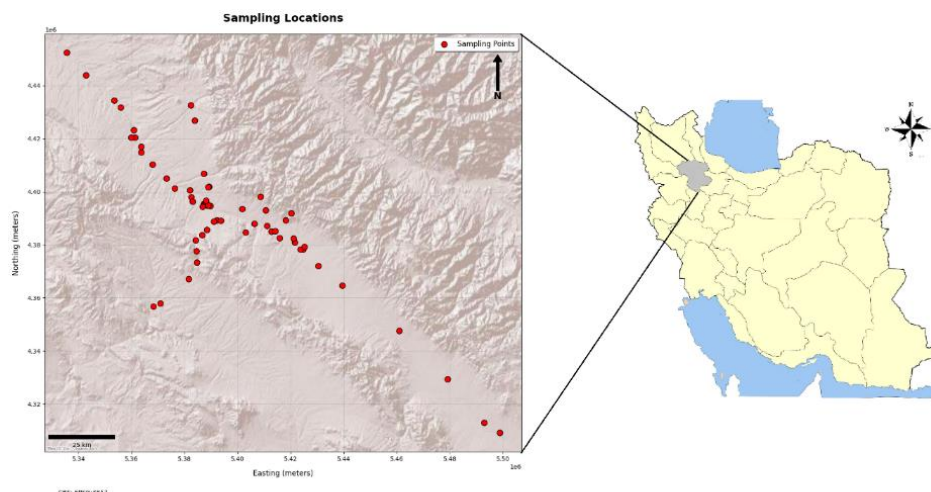 Sampling Locations
1e6
Sampling Points
N
4.44
4.42
4.40
4.38
4.36
4.34
4.32
Northing (meters)
25 km
5.34
5.36
5.38
5.40
5.42
5.44
5.46
5.48
5.50
1e6
Easting (meters)
N
S